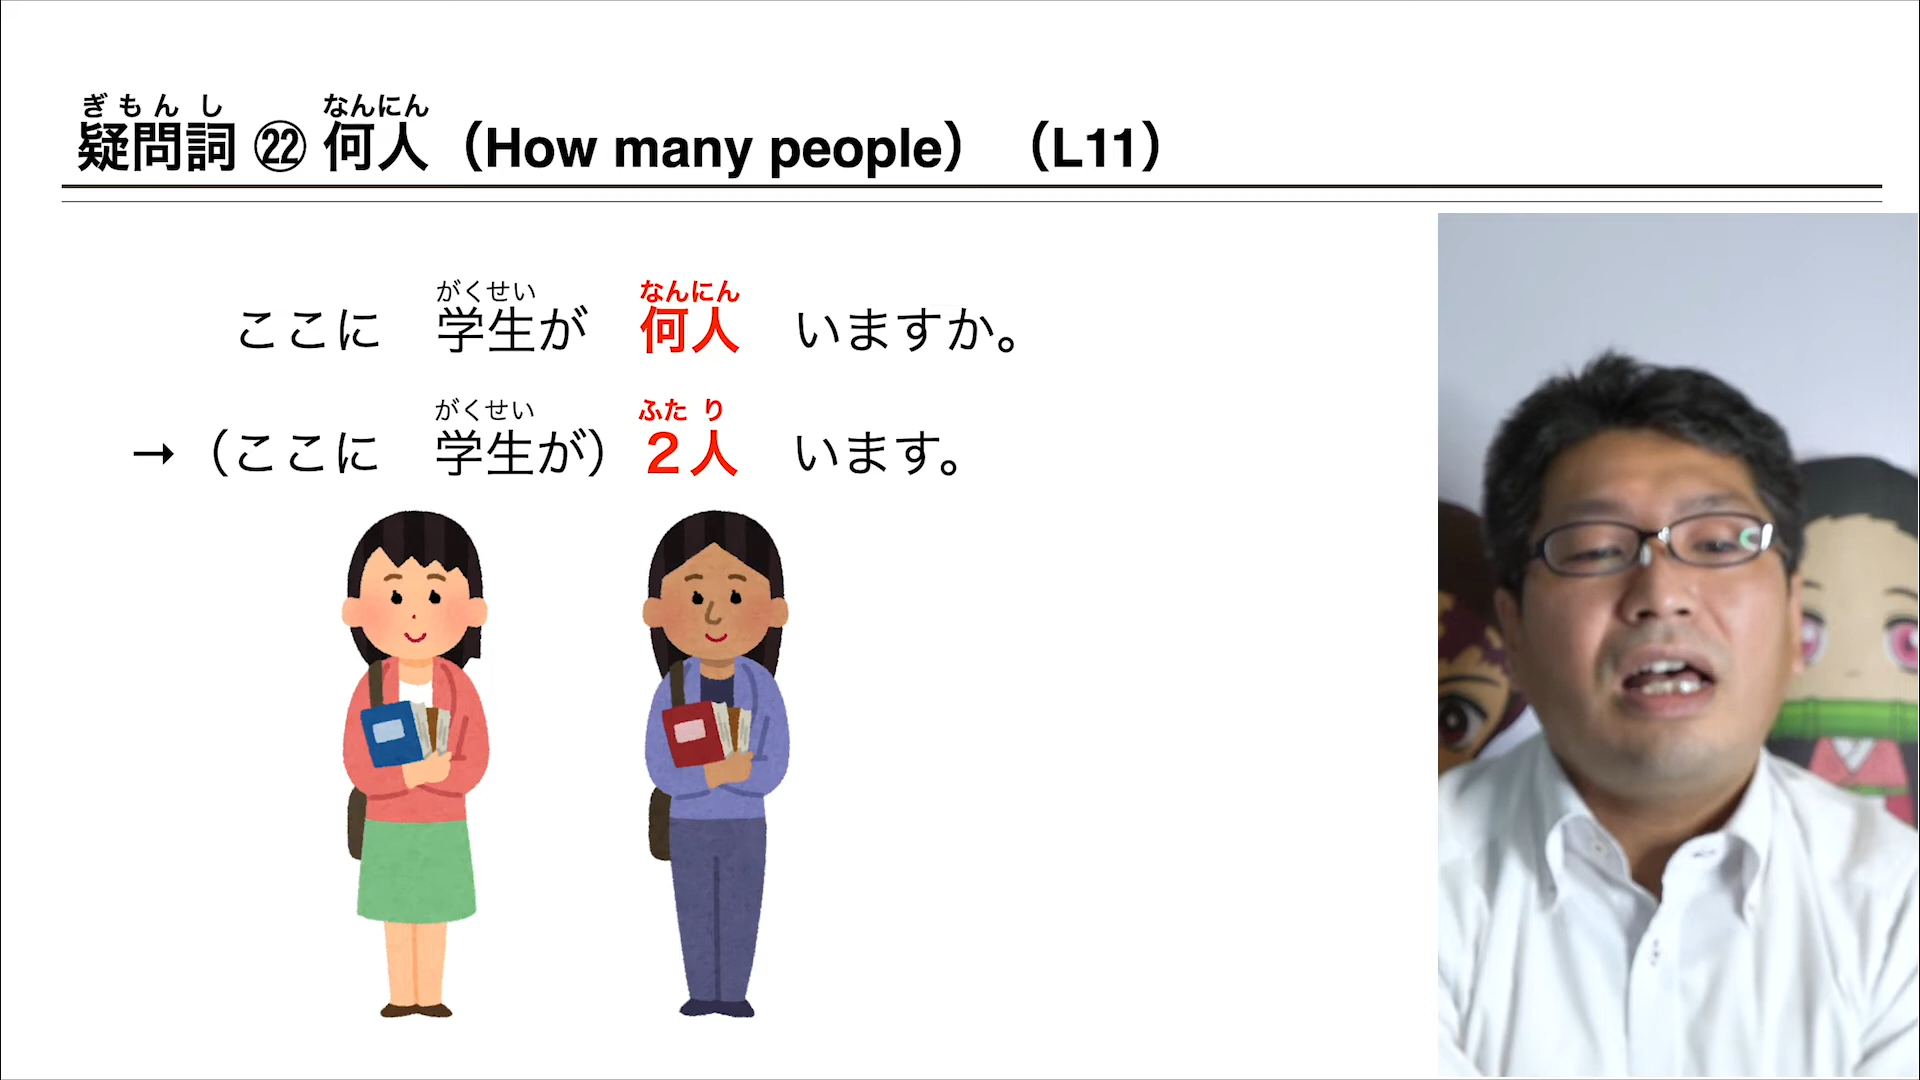 ぎもんし なんにん
疑問詞 ㉒ 何人（How many people）（L11）
がくせい なんにん
ここに 学生が 何人 いますか。
がくせい ふたり
→（ここに 学生が）２人 います。